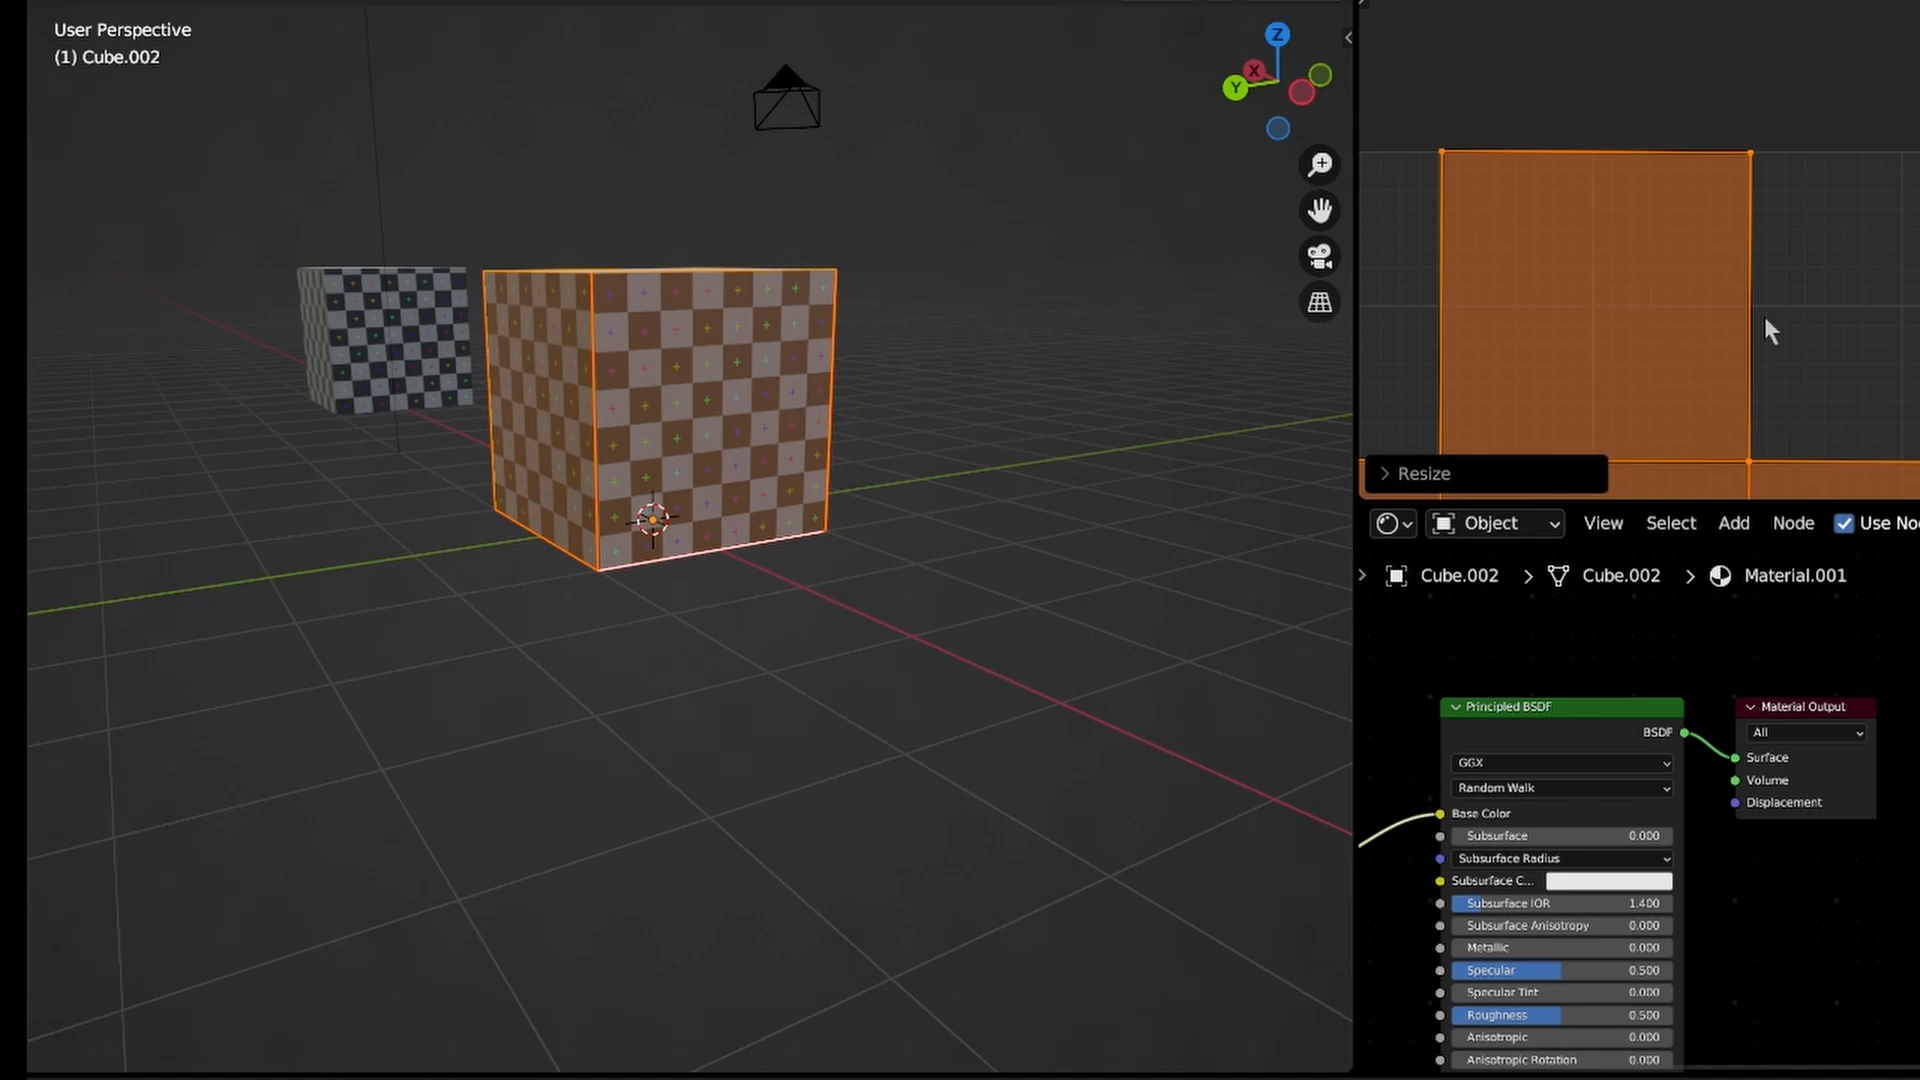 User Perspective
(1) Cube.002
Z
X
Y
Resize
Object
View
Select
Add
Node
Use No
Cube.002
Cube.002
Material.001
Principled BSDF
BSDF
GGX
Random Walk
Base Color
Subsurface 0.000
Subsurface Radius
Subsurface C...
Subsurface IOR 1.400
Subsurface Anisotropy 0.000
Metallic 0.000
Specular 0.500
Specular Tint 0.000
Roughness 0.500
Anisotropic 0.000
Anisotropic Rotation 0.000
Material Output
All
Surface
Volume
Displacement